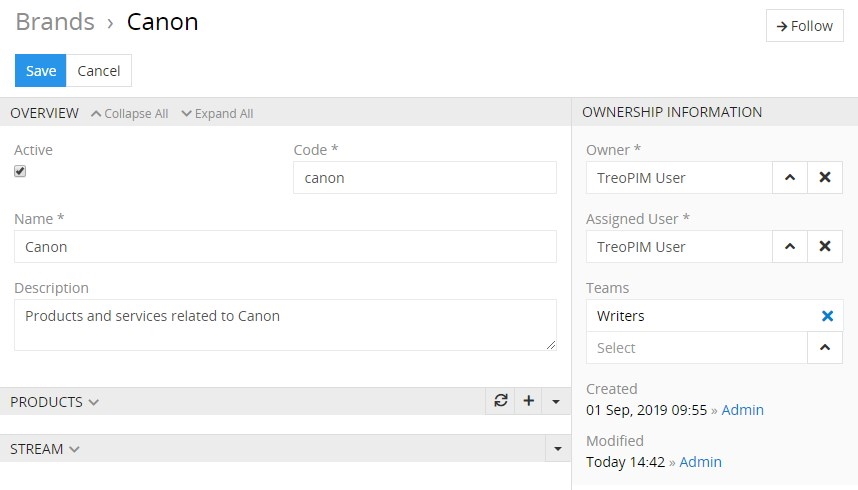 Brands › Canon
→ Follow
Save Cancel
OVERVIEW Collapse All Expand All
Active
Code *
canon
Name *
Canon
Description
Products and services related to Canon
PRODUCTS
STREAM
OWNERSHIP INFORMATION
Owner *
TreoPIM User
Assigned User *
TreoPIM User
Teams
Writers
Select
Created
01 Sep, 2019 09:55 » Admin
Modified
Today 14:42 » Admin